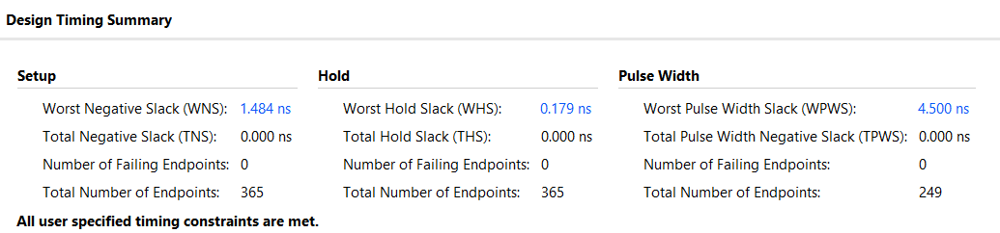 Design Timing Summary
Setup Hold Pulse Width
Worst Negative Slack (WNS): 1.484 ns Worst Hold Slack (WHS): 0.179 ns Worst Pulse Width Slack (WPWS): 4.500 ns
Total Negative Slack (TNS): 0.000 ns Total Hold Slack (THS): 0.000 ns Total Pulse Width Negative Slack (TPWS): 0.000 ns
Number of Failing Endpoints: 0 Number of Failing Endpoints: 0 Number of Failing Endpoints: 0
Total Number of Endpoints: 365 Total Number of Endpoints: 365 Total Number of Endpoints: 249
All user specified timing constraints are met.